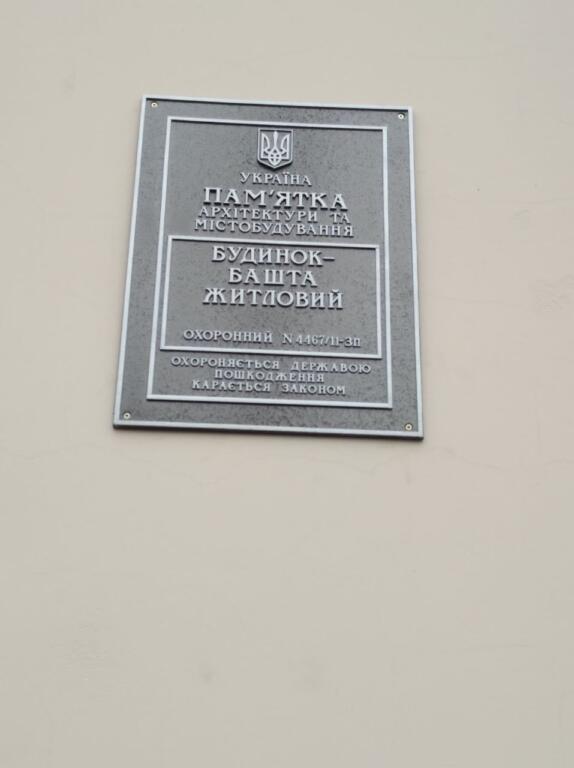 УКРАЇНА
ПАМ'ЯТКА
АРХІТЕКТУРИ ТА
МІСТОБУДУВАННЯ
БУДИНОК–
БАШТА
ЖИТЛОВИЙ
ОХОРОННИЙ N 4467/11-ЗП
ОХОРОНЯЄТЬСЯ ДЕРЖАВОЮ
ПОШКОДЖЕННЯ
КАРАЄТЬСЯ ЗАКОНОМ